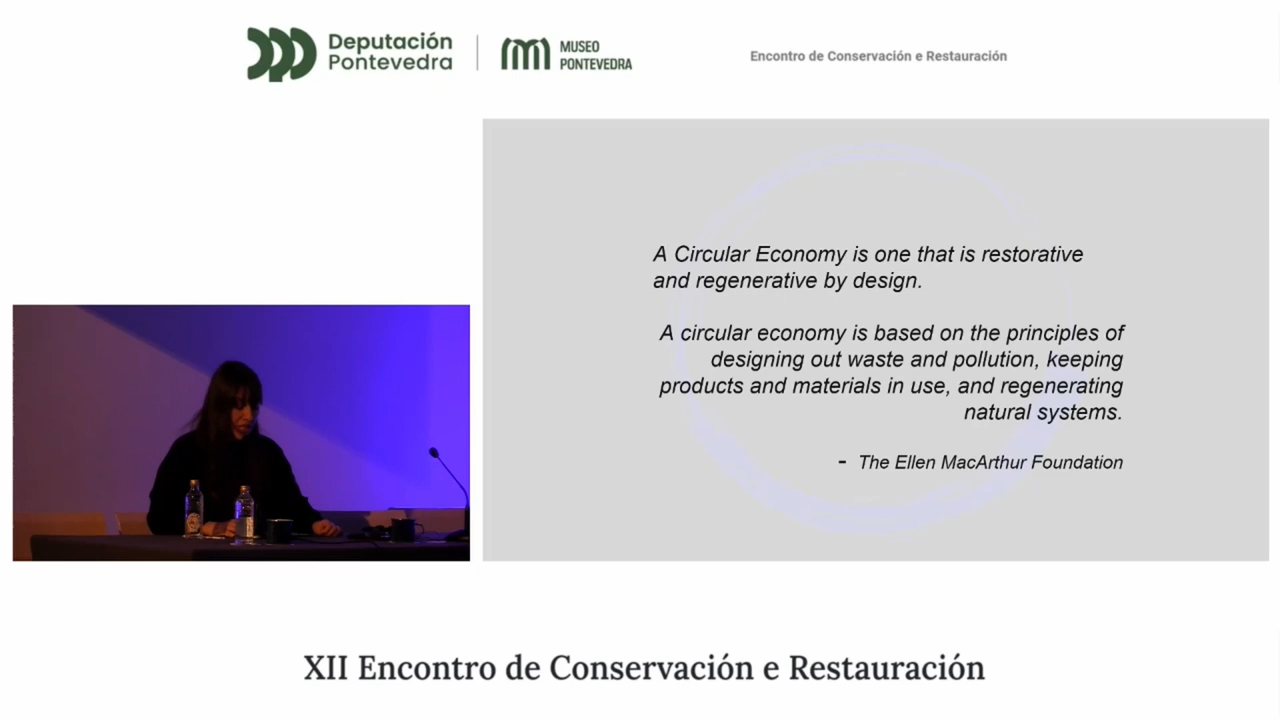 Deputación
Pontevedra
MUSEO
PONTEVEDRA
Encontro de Conservación e Restauración
A Circular Economy is one that is restorative
and regenerative by design.
A circular economy is based on the principles of
designing out waste and pollution, keeping
products and materials in use, and regenerating
natural systems.
- The Ellen MacArthur Foundation
XII Encontro de Conservación e Restauración